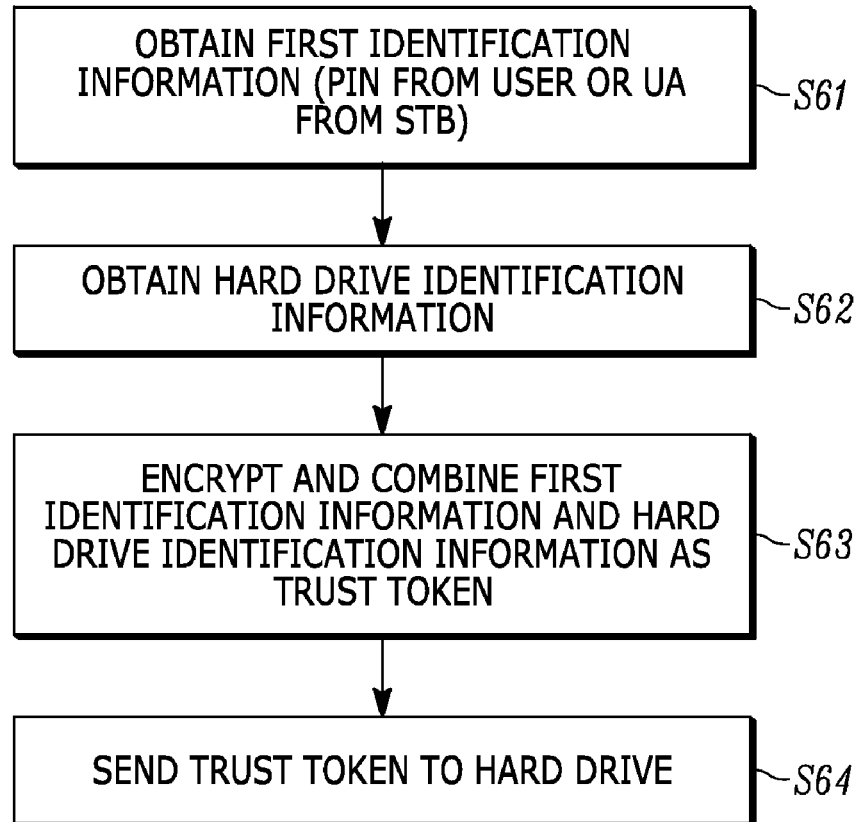 OBTAIN FIRST IDENTIFICATION
INFORMATION (PIN FROM USER OR UA
FROM STB)
S61
OBTAIN HARD DRIVE IDENTIFICATION
INFORMATION
S62
ENCRYPT AND COMBINE FIRST
IDENTIFICATION INFORMATION AND HARD
DRIVE IDENTIFICATION INFORMATION AS
TRUST TOKEN
S63
SEND TRUST TOKEN TO HARD DRIVE
S64